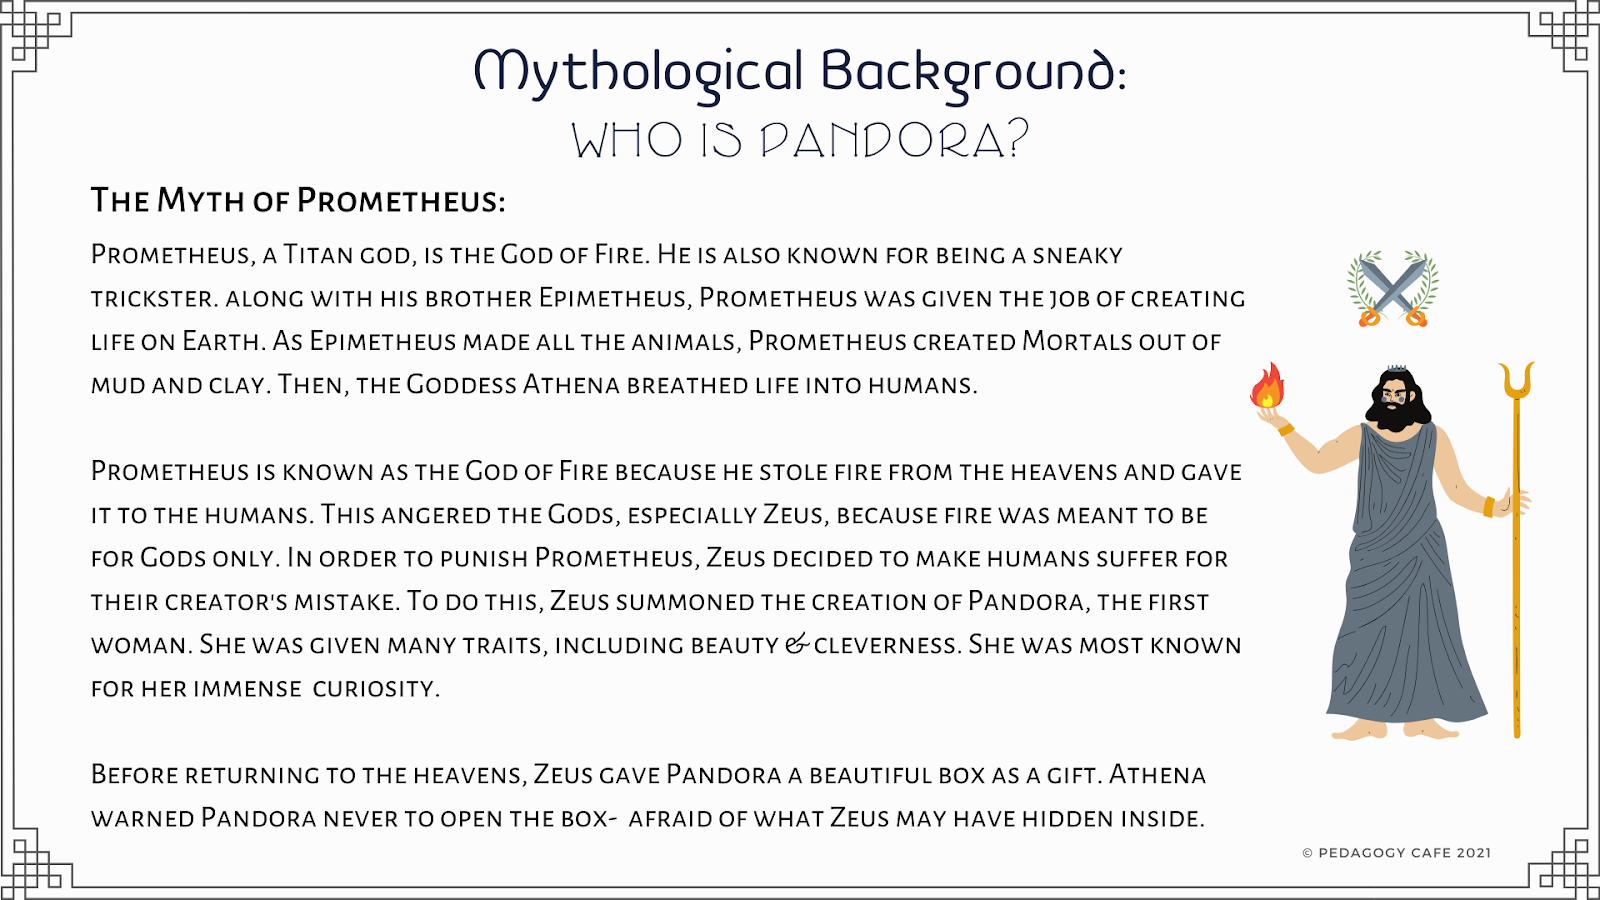 Mythological Background:
WHO IS PANDORA?
The Myth of Prometheus:
Prometheus, a Titan god, is the God of Fire. He is also known for being a sneaky
trickster. along with his brother Epimetheus, Prometheus was given the job of creating
life on Earth. As Epimetheus made all the animals, Prometheus created Mortals out of
mud and clay. Then, the Goddess Athena breathed life into humans.
Prometheus is known as the God of Fire because he stole fire from the heavens and gave
it to the humans. This angered the Gods, especially Zeus, because fire was meant to be
for Gods only. In order to punish Prometheus, Zeus decided to make humans suffer for
their creator's mistake. To do this, Zeus summoned the creation of Pandora, the first
woman. She was given many traits, including beauty & cleverness. She was most known
for her immense curiosity.
Before returning to the heavens, Zeus gave Pandora a beautiful box as a gift. Athena
warned Pandora never to open the box- afraid of what Zeus may have hidden inside.
© PEDAGOGY CAFE 2021